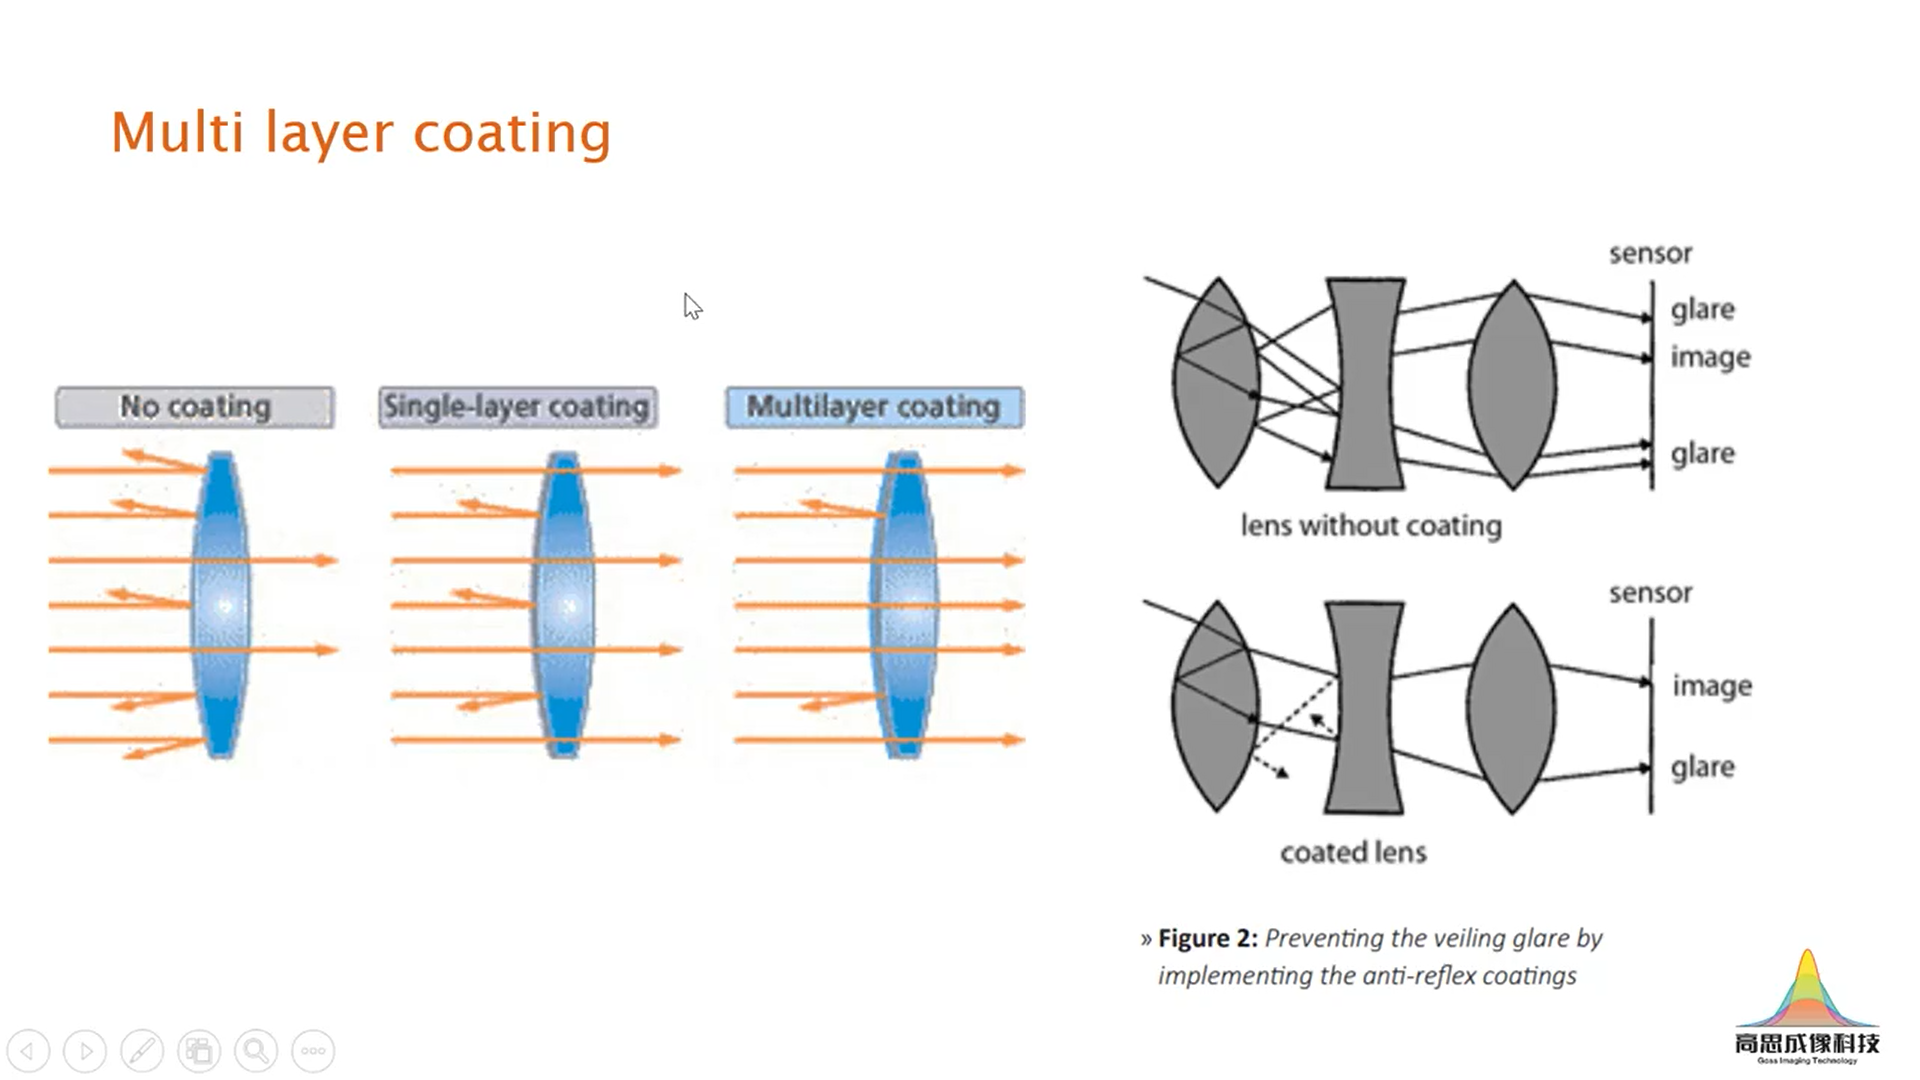 Multi layer coating
No coating
Single-layer coating
Multilayer coating
sensor
glare
image
glare
lens without coating
sensor
image
glare
coated lens
» Figure 2: Preventing the veiling glare by
implementing the anti-reflex coatings
高思成像科技
Goss Imaging Technology